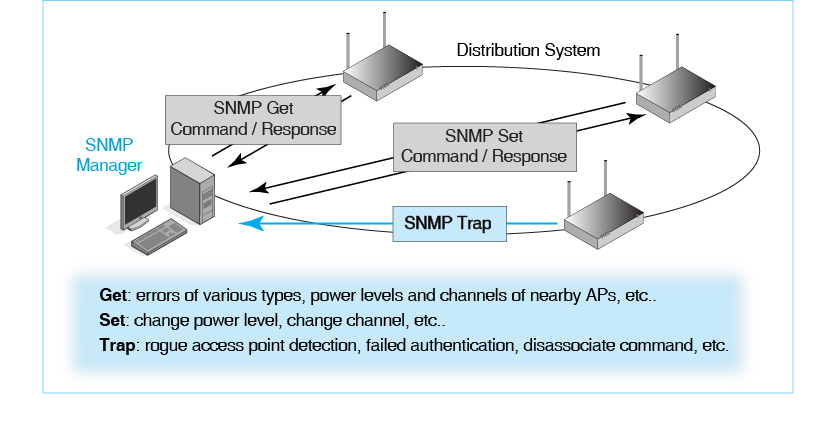 Distribution System
SNMP Get
Command / Response
SNMP Set
Command / Response
SNMP
Manager
SNMP Trap
Get: errors of various types, power levels and channels of nearby APs, etc..
Set: change power level, change channel, etc..
Trap: rogue access point detection, failed authentication, disassociate command, etc.